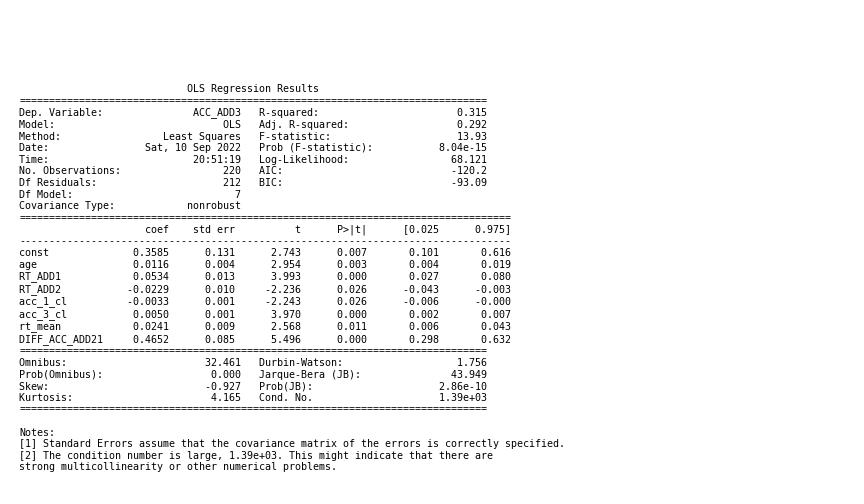 OLS Regression Results
==============================================================================
Dep. Variable:               ACC_ADD3   R-squared:                       0.315
Model:                            OLS   Adj. R-squared:                  0.292
Method:                 Least Squares   F-statistic:                     13.93
Date:                Sat, 10 Sep 2022   Prob (F-statistic):           8.04e-15
Time:                        20:51:19   Log-Likelihood:                 68.121
No. Observations:                 220   AIC:                            -120.2
Df Residuals:                     212   BIC:                            -93.09
Df Model:                           7
Covariance Type:            nonrobust
==================================================================================
                     coef    std err          t      P>|t|      [0.025      0.975]
----------------------------------------------------------------------------------
const              0.3585      0.131      2.743      0.007       0.101       0.616
age                0.0116      0.004      2.954      0.003       0.004       0.019
RT_ADD1            0.0534      0.013      3.993      0.000       0.027       0.080
RT_ADD2           -0.0229      0.010     -2.236      0.026      -0.043      -0.003
acc_1_cl          -0.0033      0.001     -2.243      0.026      -0.006      -0.000
acc_3_cl           0.0050      0.001      3.970      0.000       0.002       0.007
rt_mean            0.0241      0.009      2.568      0.011       0.006       0.043
DIFF_ACC_ADD21     0.4652      0.085      5.496      0.000       0.298       0.632
==============================================================================
Omnibus:                       32.461   Durbin-Watson:                   1.756
Prob(Omnibus):                  0.000   Jarque-Bera (JB):               43.949
Skew:                          -0.927   Prob(JB):                     2.86e-10
Kurtosis:                       4.165   Cond. No.                     1.39e+03
==============================================================================
Notes:
[1] Standard Errors assume that the covariance matrix of the errors is correctly specified.
[2] The condition number is large, 1.39e+03. This might indicate that there are
strong multicollinearity or other numerical problems.